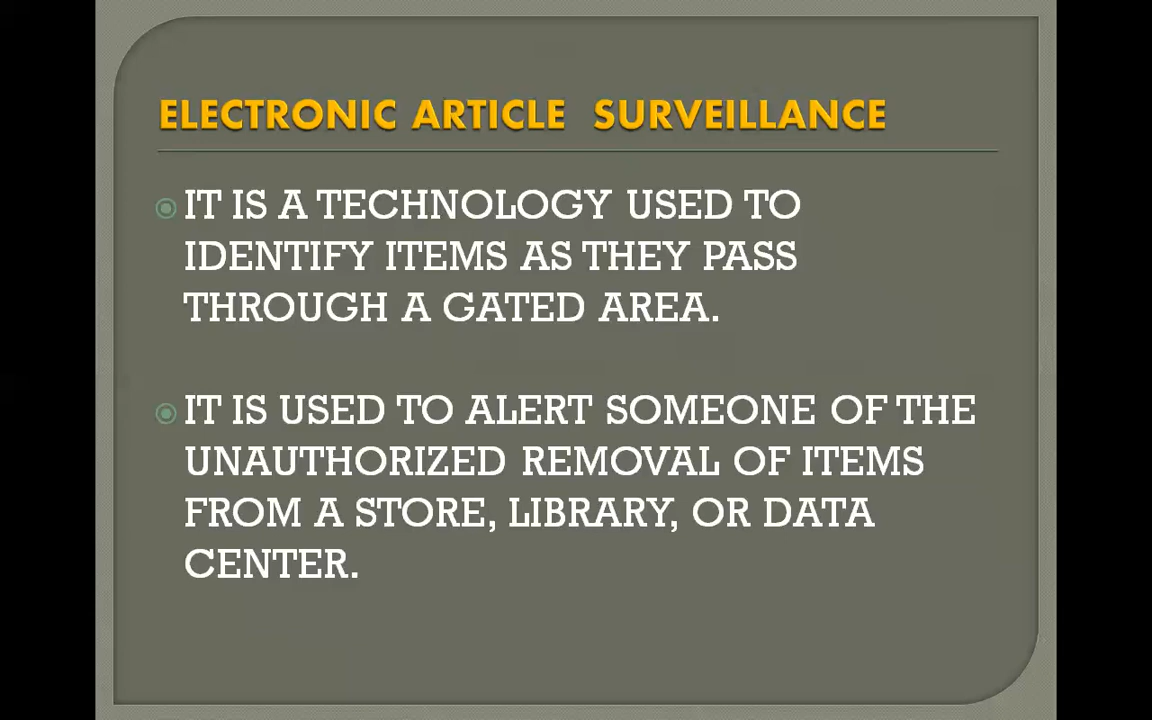 ELECTRONIC ARTICLE SURVEILLANCE
IT IS A TECHNOLOGY USED TO
IDENTIFY ITEMS AS THEY PASS
THROUGH A GATED AREA.
IT IS USED TO ALERT SOMEONE OF THE
UNAUTHORIZED REMOVAL OF ITEMS
FROM A STORE, LIBRARY, OR DATA
CENTER.